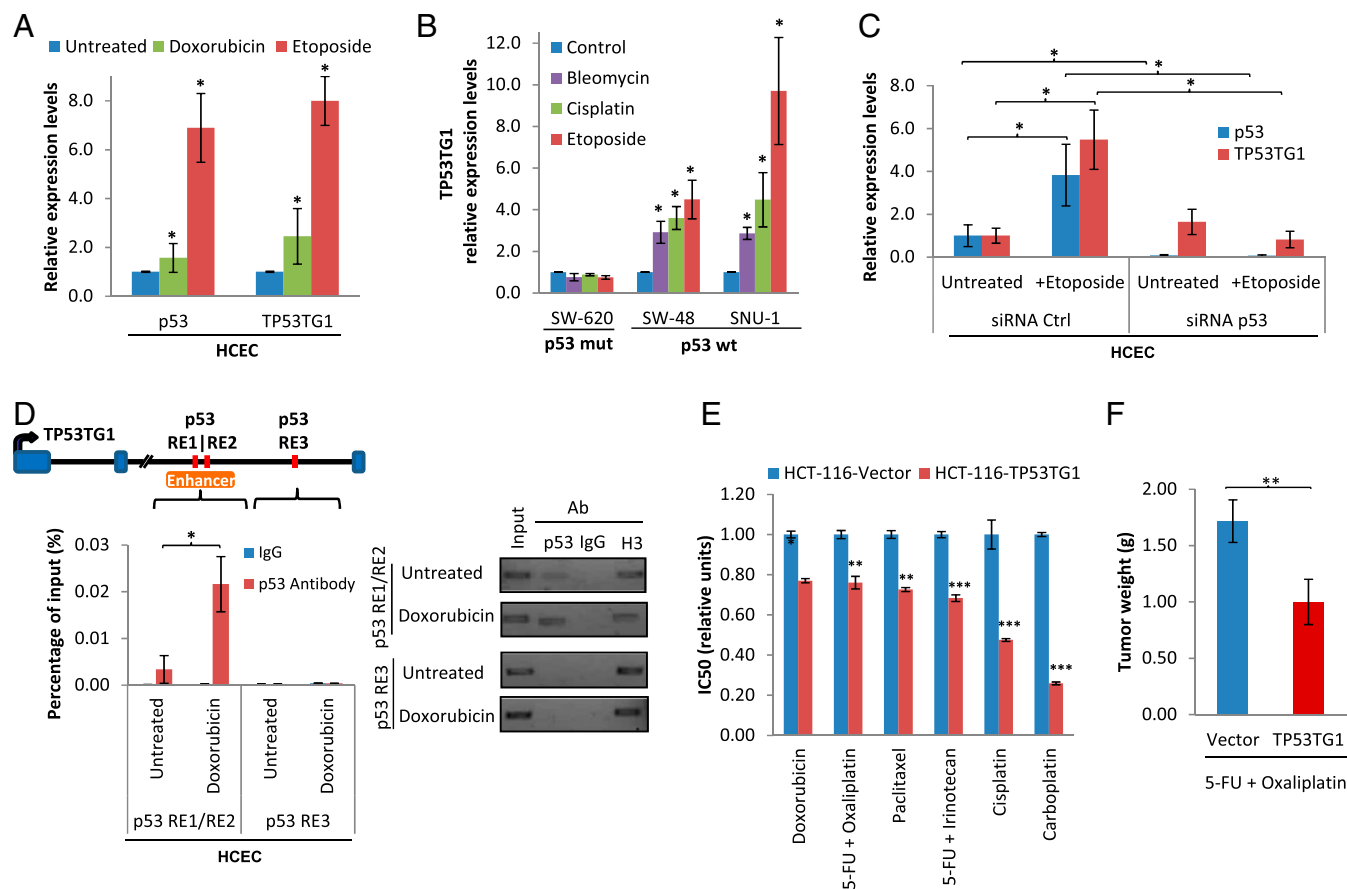 A
Untreated Doxorubicin Etoposide
Relative expression levels
8.0
6.0
4.0
2.0
0.0
* * * *
p53 TP53TG1
HCEC
B
TP53TG1
relative expression levels
12.0
10.0
8.0
6.0
4.0
2.0
0.0
Control
Bleomycin
Cisplatin
Etoposide
* * * * * *
SW-620 SW-48 SNU-1
p53 mut p53 wt
C
Relative expression levels
8.0
6.0
4.0
2.0
0.0
* * * * *
p53
TP53TG1
Untreated +Etoposide Untreated +Etoposide
siRNA Ctrl siRNA p53
HCEC
D
TP53TG1
p53 p53
RE1 RE2 RE3
Enhancer
Percentage of input (%)
0.03
0.02
0.01
0.00
*
IgG
p53 Antibody
Untreated Doxorubicin Untreated Doxorubicin
p53 RE1/RE2 p53 RE3
HCEC
Input Ab
p53 IgG H3
p53 RE1/RE2
Untreated
Doxorubicin
p53 RE3
Untreated
Doxorubicin
E
HCT-116-Vector HCT-116-TP53TG1
IC50 (relative units)
1.20
1.00
0.80
0.60
0.40
0.20
0.00
* ** ** *** *** ***
Doxorubicin
5-FU + Oxaliplatin
Paclitaxel
5-FU + Irinotecan
Cisplatin
Carboplatin
F
Tumor weight (g)
2.00
1.50
1.00
0.50
0.00
**
Vector TP53TG1
5-FU + Oxaliplatin